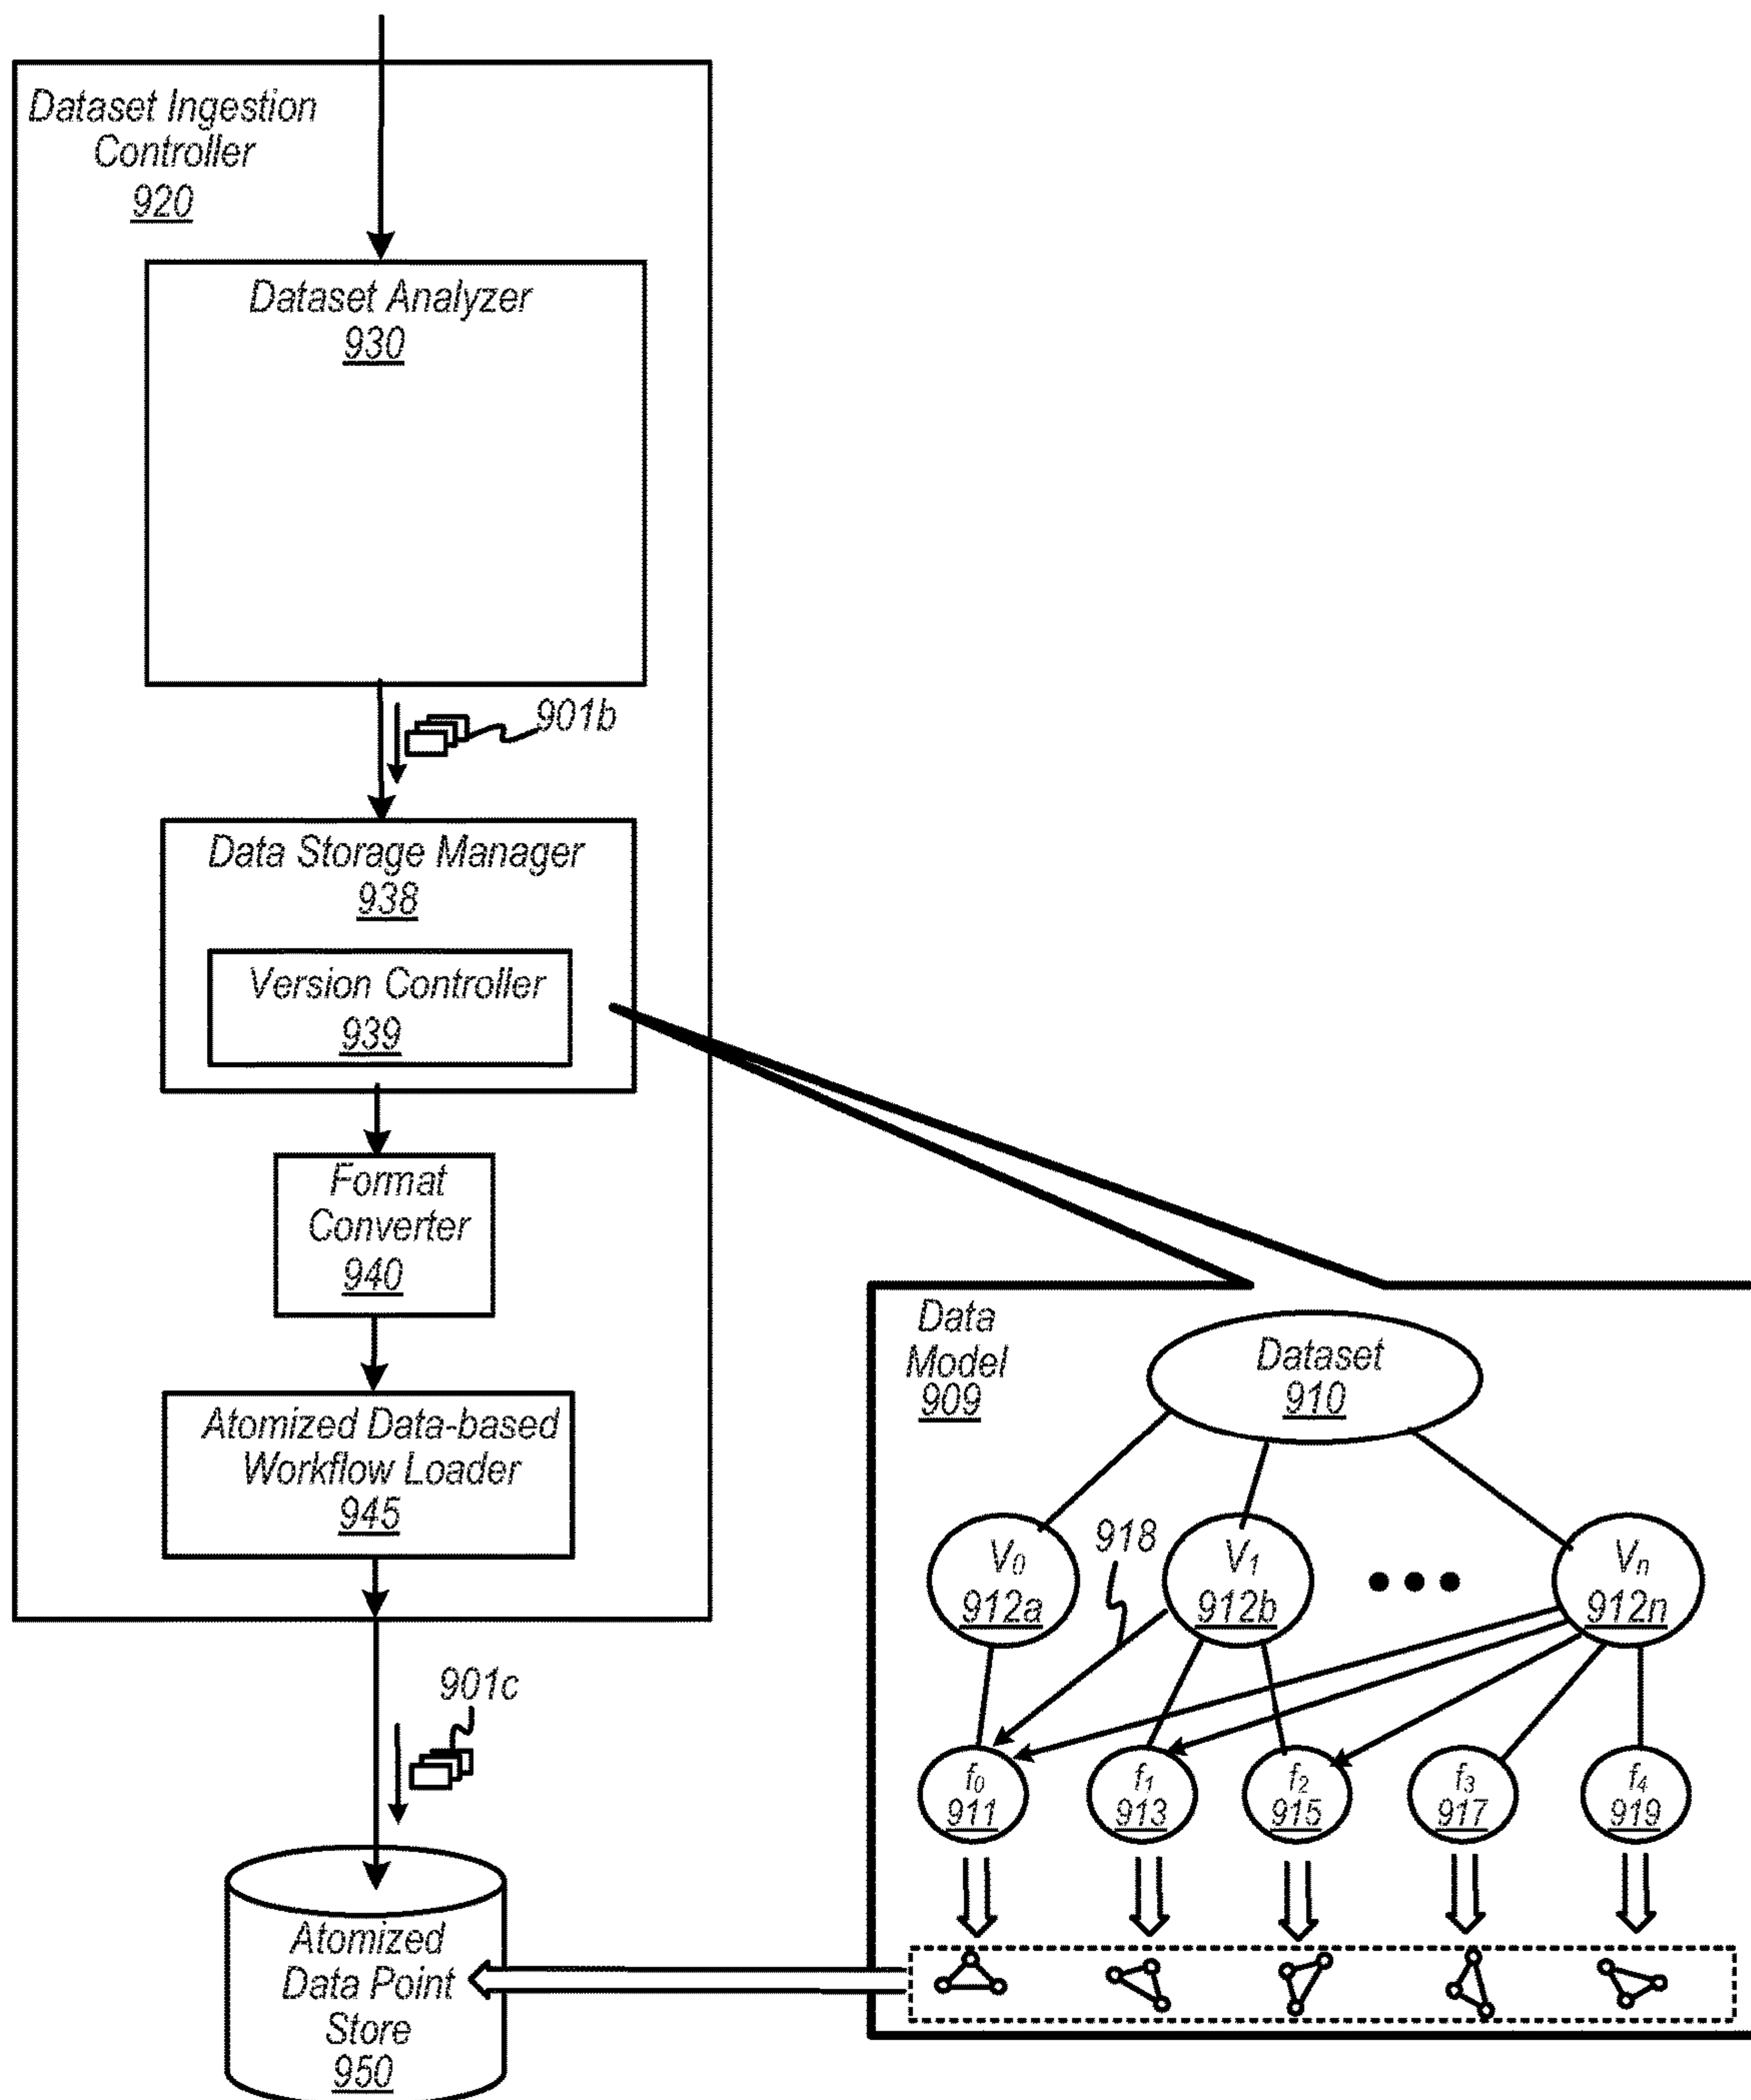 Dataset Ingestion
Controller
920
Dataset Analyzer
930
901b
Data Storage Manager
938
Version Controller
939
Format
Converter
940
Atomized Data-based
Workflow Loader
945
901c
Atomized
Data Point
Store
950
Data
Model
909
Dataset
910
918
V₀
912a
V₁
912b
Vₙ
912n
f₀
911
f₁
913
f₂
915
f₃
917
f₄
919